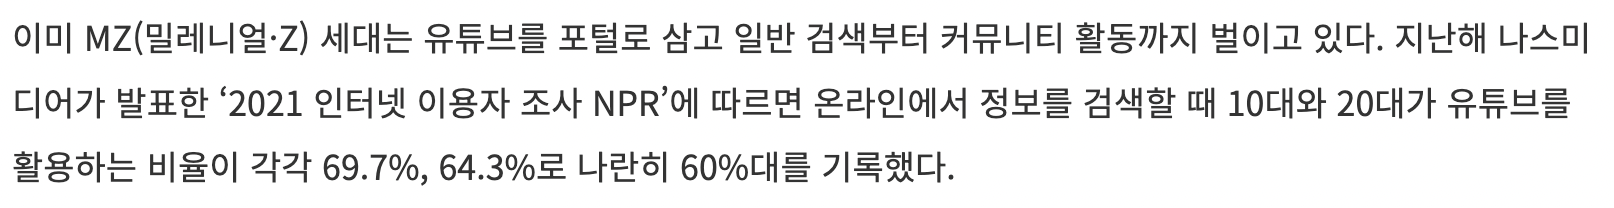 이미 MZ(밀레니얼·Z) 세대는 유튜브를 포털로 삼고 일반 검색부터 커뮤니티 활동까지 벌이고 있다. 지난해 나스미
디어가 발표한 ‘2021 인터넷 이용자 조사 NPR’에 따르면 온라인에서 정보를 검색할 때 10대와 20대가 유튜브를
활용하는 비율이 각각 69.7%, 64.3%로 나란히 60%대를 기록했다.